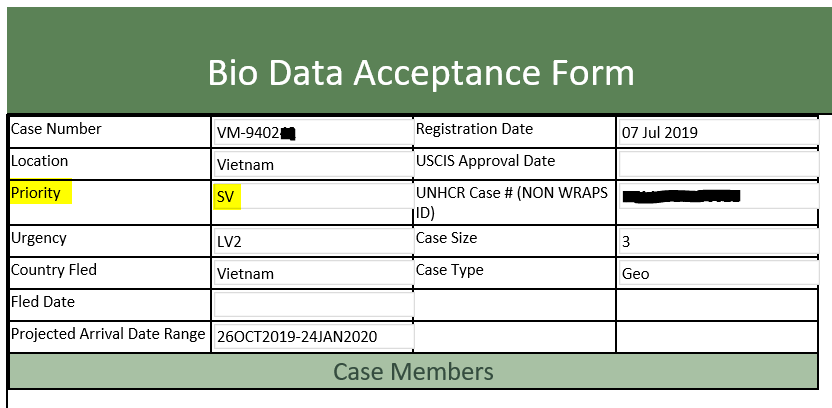 Bio Data Acceptance Form
Case Number VM-9402 Registration Date 07 Jul 2019
Location Vietnam USCIS Approval Date
Priority SV UNHCR Case # (NON WRAPS
ID)
Urgency LV2 Case Size 3
Country Fled Vietnam Case Type Geo
Fled Date
Projected Arrival Date Range 26OCT2019-24JAN2020
Case Members